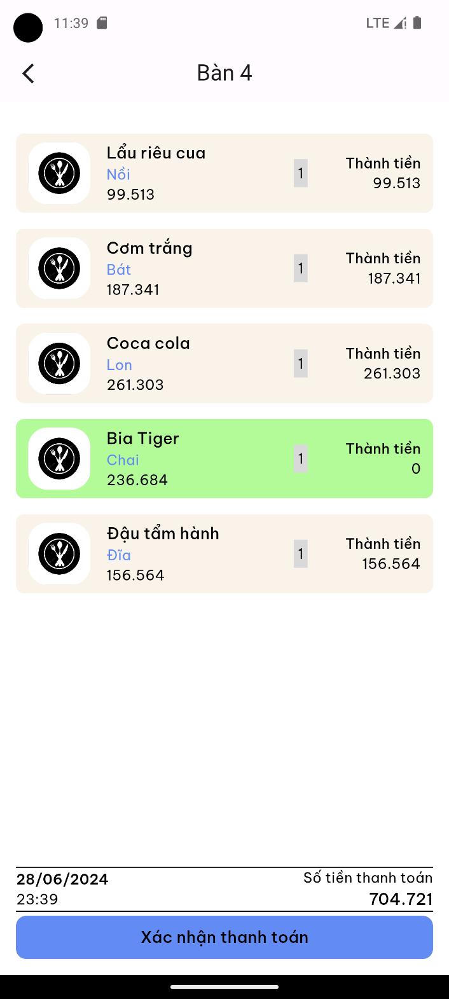 11:39
LTE
Bàn 4
Lẩu riêu cua
Nồi
99.513
1
Thành tiền
99.513
Cơm trắng
Bát
187.341
1
Thành tiền
187.341
Coca cola
Lon
261.303
1
Thành tiền
261.303
Bia Tiger
Chai
236.684
1
Thành tiền
0
Đậu tẩm hành
Đĩa
156.564
1
Thành tiền
156.564
28/06/2024
23:39
Số tiền thanh toán
704.721
Xác nhận thanh toán